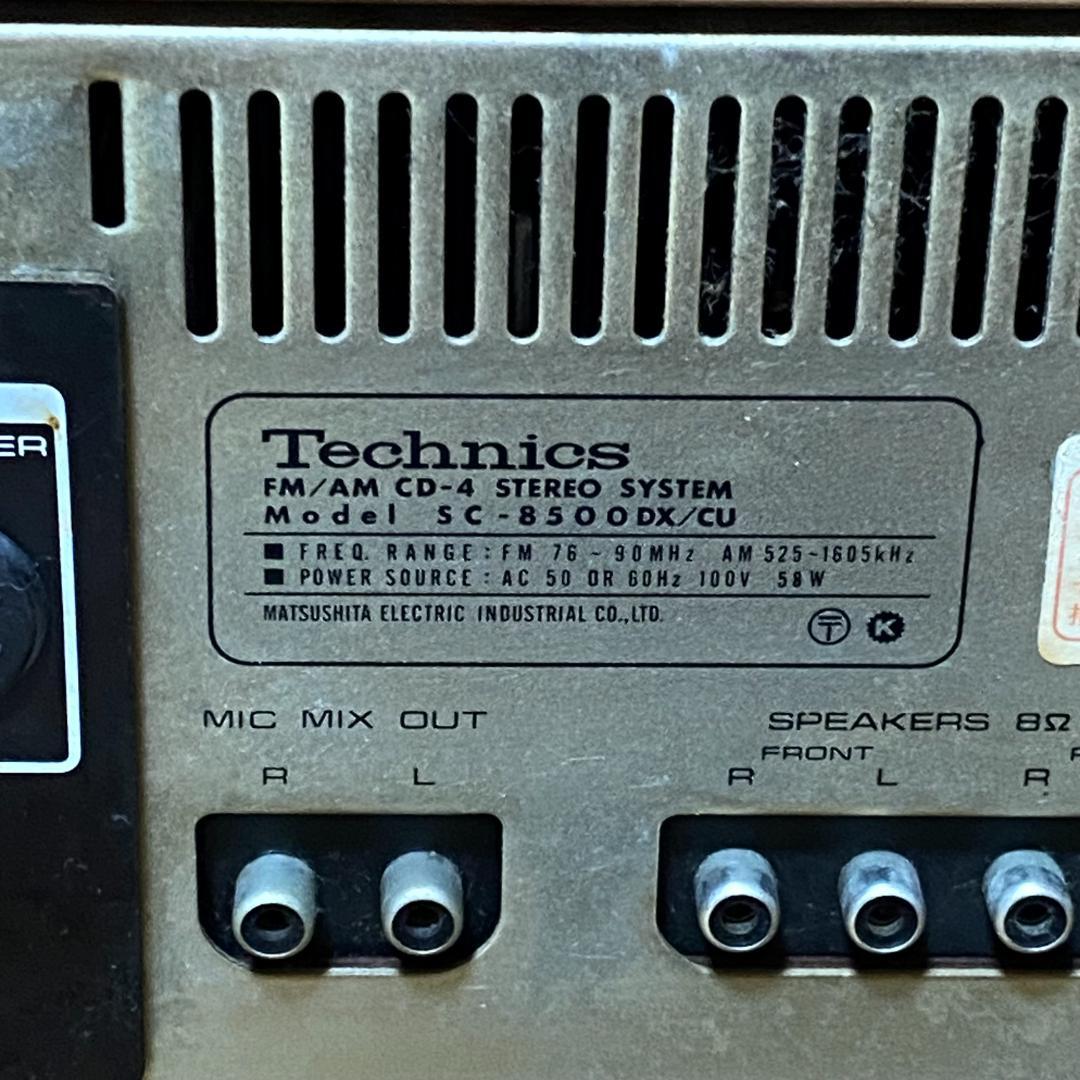 ER
Technics
FM/AM CD-4 STEREO SYSTEM
Model SC-8500DX/CU
■ FREQ. RANGE: FM 76 ~ 90MHz AM 525~1605kHz
■ POWER SOURCE: AC 50 OR 60Hz 100V 58W
MATSUSHITA ELECTRIC INDUSTRIAL CO.,LTD.
〒 K
MIC MIX OUT
R L
SPEAKERS 8Ω
FRONT
R L R